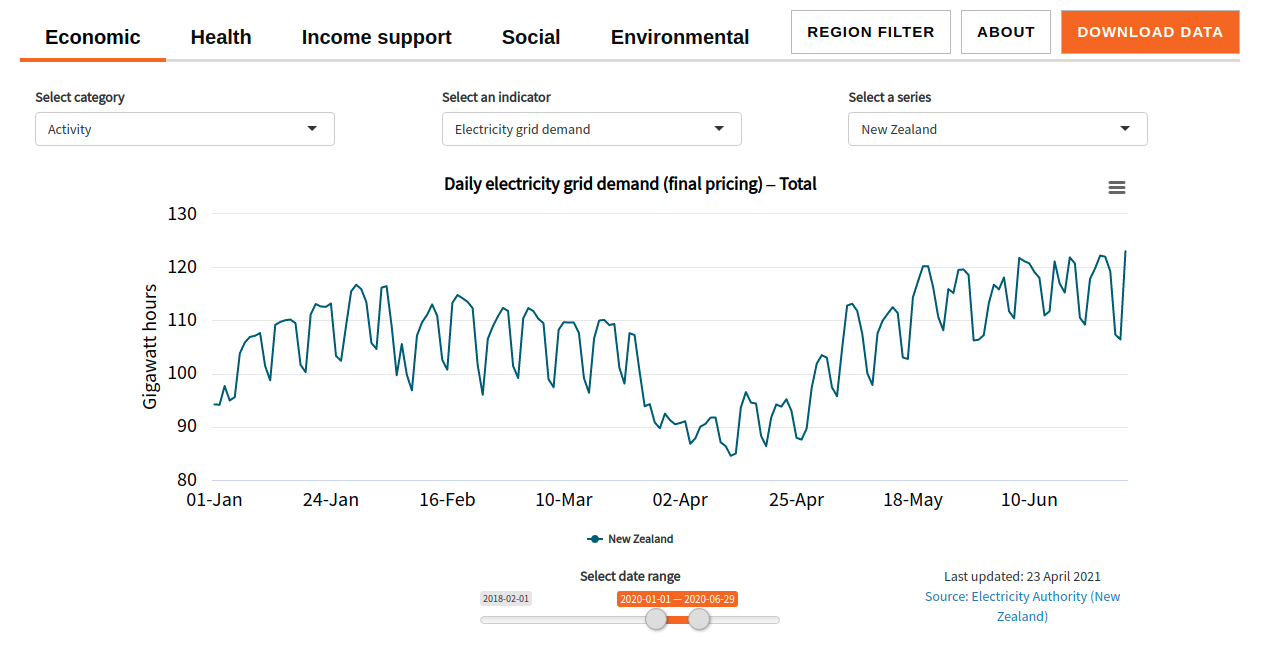 Economic Health Income support Social Environmental REGION FILTER ABOUT DOWNLOAD DATA
Select category Select an indicator Select a series
Activity Electricity grid demand New Zealand
Daily electricity grid demand (final pricing) – Total
130
120
110
100
90
80
Gigawatt hours
01-Jan 24-Jan 16-Feb 10-Mar 02-Apr 25-Apr 18-May 10-Jun
New Zealand
Select date range
2018-02-01 2020-01-01 — 2020-06-29
Last updated: 23 April 2021
Source: Electricity Authority (New
Zealand)